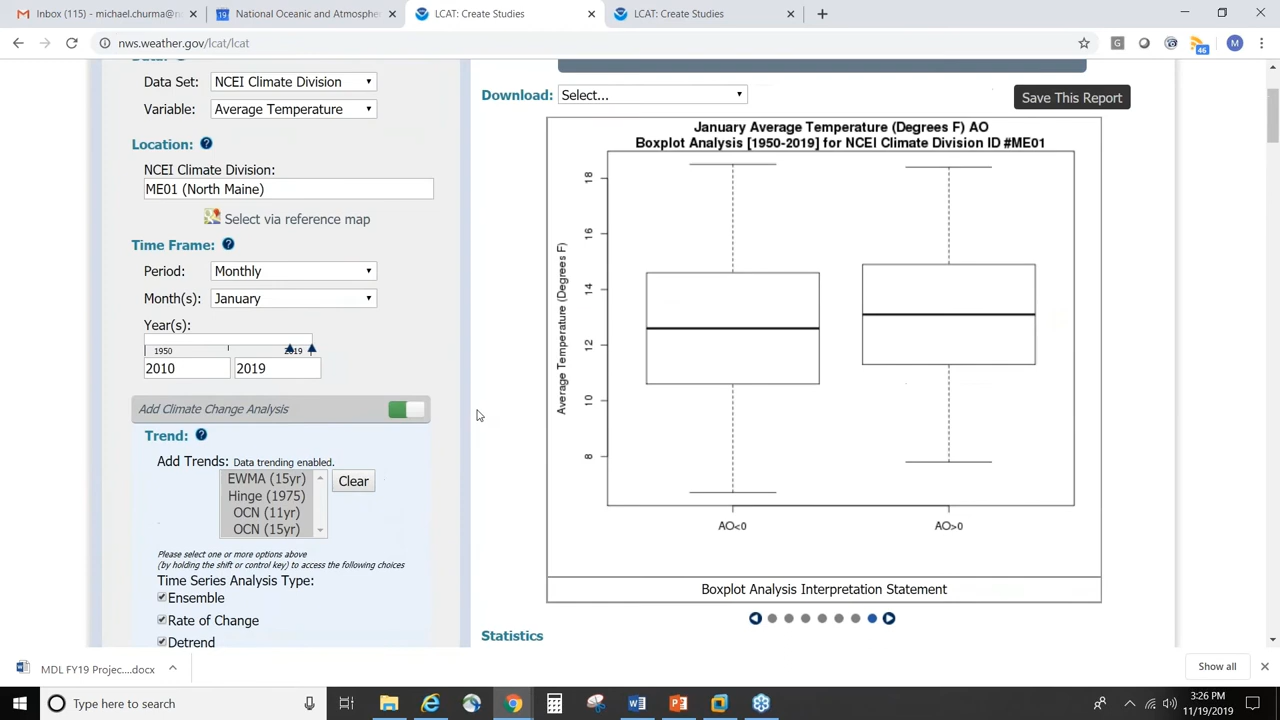 Inbox (115) - michael.churma@n
National Oceanic and Atmosphe
LCAT: Create Studies
LCAT: Create Studies
nws.weather.gov/lcat/lcat
G
46
M
Data Set: NCEI Climate Division
Variable: Average Temperature
Location:
NCEI Climate Division:
ME01 (North Maine)
Select via reference map
Time Frame:
Period: Monthly
Month(s): January
Year(s):
1950 2019
2010 2019
Add Climate Change Analysis
Trend:
Add Trends: Data trending enabled.
EWMA (15yr)
Hinge (1975)
OCN (11yr)
OCN (15yr)
Clear
Please select one or more options above
(by holding the shift or control key) to access the following choices
Time Series Analysis Type:
Ensemble
Rate of Change
Detrend
Download: Select...
Save This Report
January Average Temperature (Degrees F) AO
Boxplot Analysis [1950-2019] for NCEI Climate Division ID #ME01
Average Temperature (Degrees F)
18
16
14
12
10
8
AO<0 AO>0
Boxplot Analysis Interpretation Statement
Statistics
MDL FY19 Projec....docx
Show all
Type here to search
3:26 PM
11/19/2019